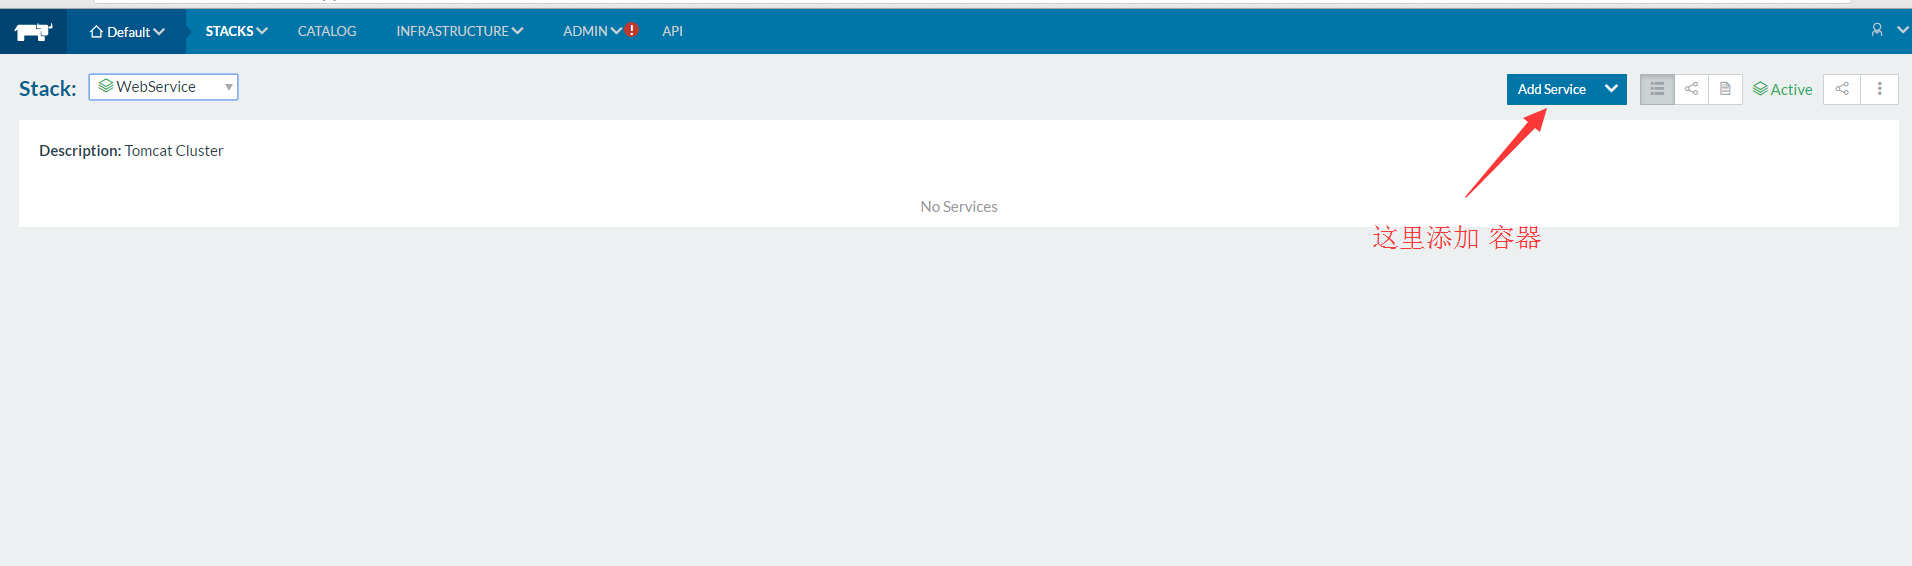 Default STACKS CATALOG INFRASTRUCTURE ADMIN ! API
Stack: WebService Add Service Active
Description: Tomcat Cluster
No Services
这里添加 容器